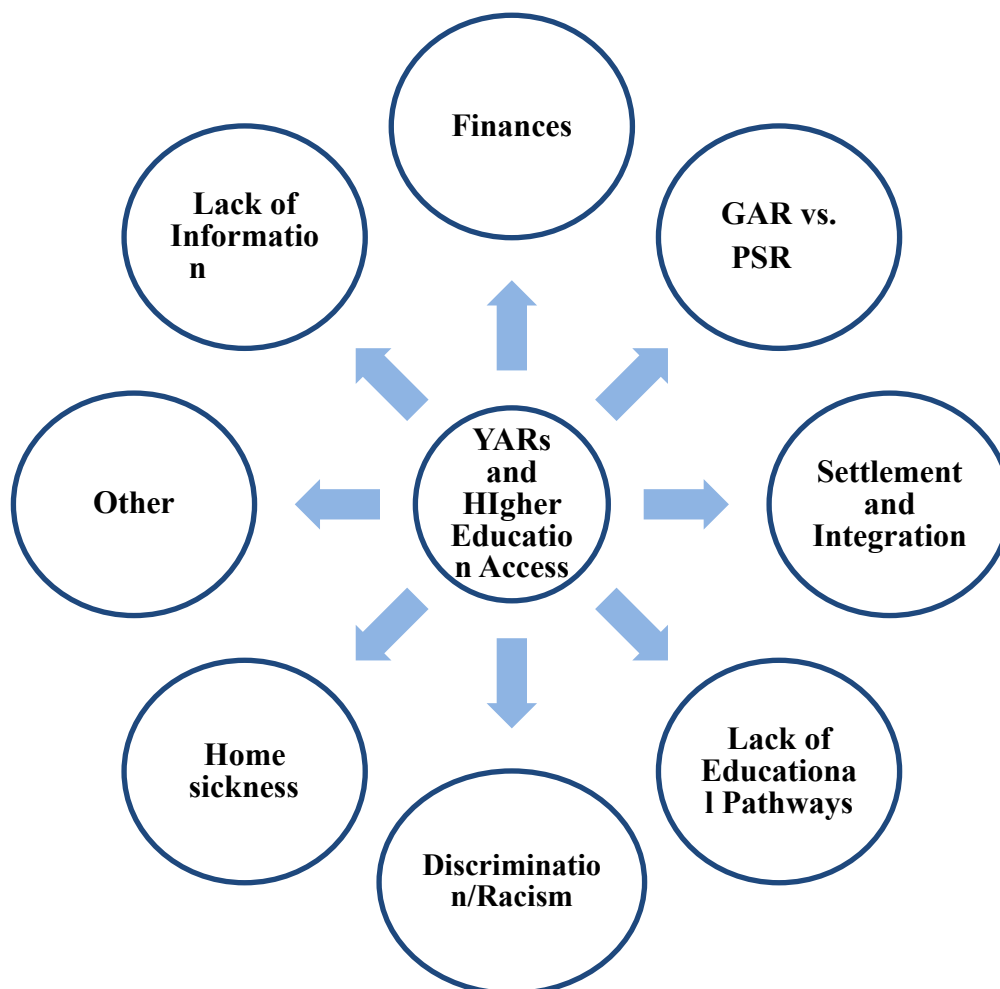 Finances
GAR vs.
PSR
Settlement
and
Integration
Lack of
Educationa
l Pathways
Discriminatio
n/Racism
Home
sickness
Other
Lack of
Informatio
n
YARs
and
HIgher
Educatio
n Access